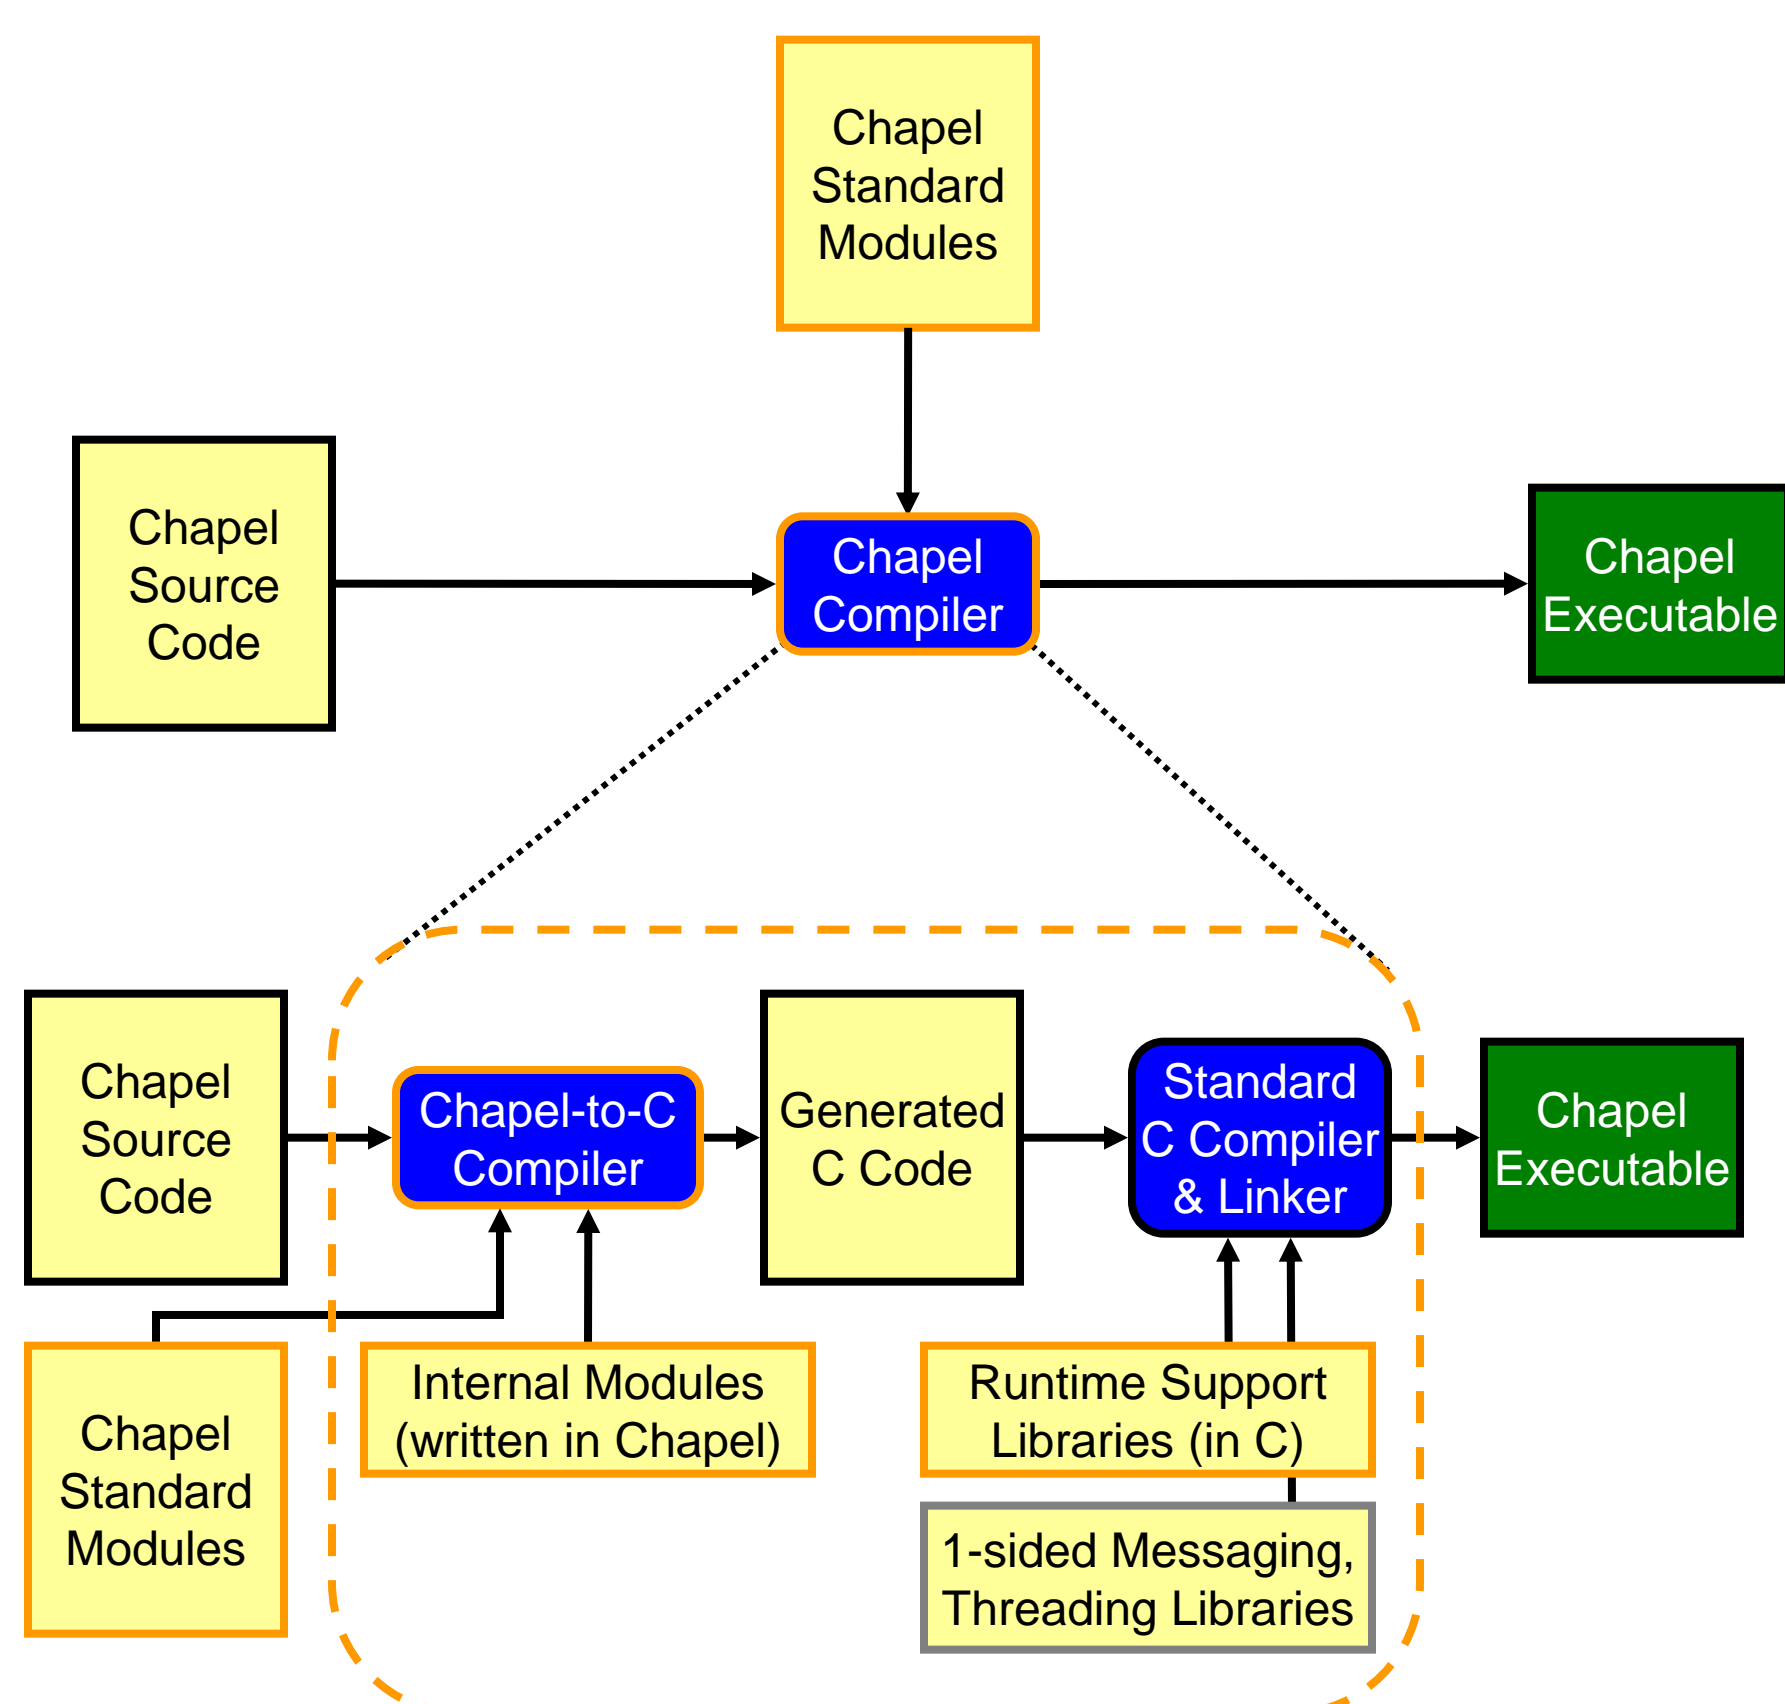 Chapel
Standard
Modules
Chapel
Source
Code
Chapel
Compiler
Chapel
Executable
Chapel
Source
Code
Chapel-to-C
Compiler
Generated
C Code
Standard
C Compiler
& Linker
Chapel
Executable
Chapel
Standard
Modules
Internal Modules
(written in Chapel)
Runtime Support
Libraries (in C)
1-sided Messaging,
Threading Libraries